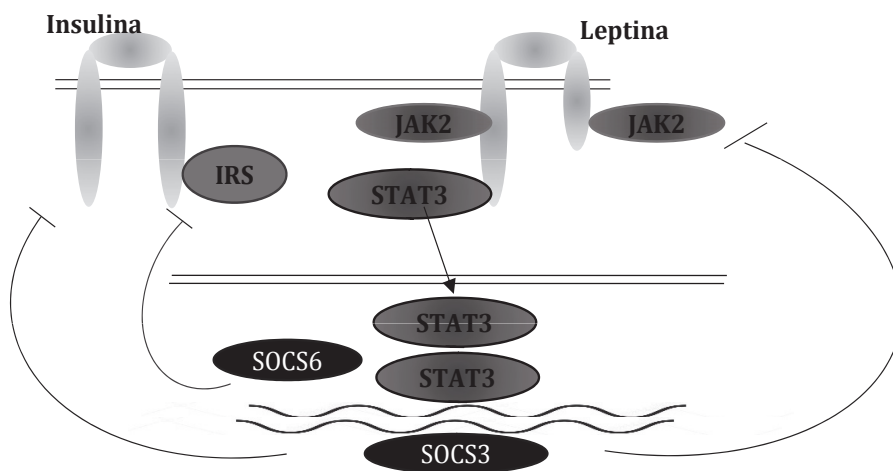 Insulina
Leptina
JAK2
JAK2
IRS
STAT3
STAT3
SOCS6
STAT3
SOCS3